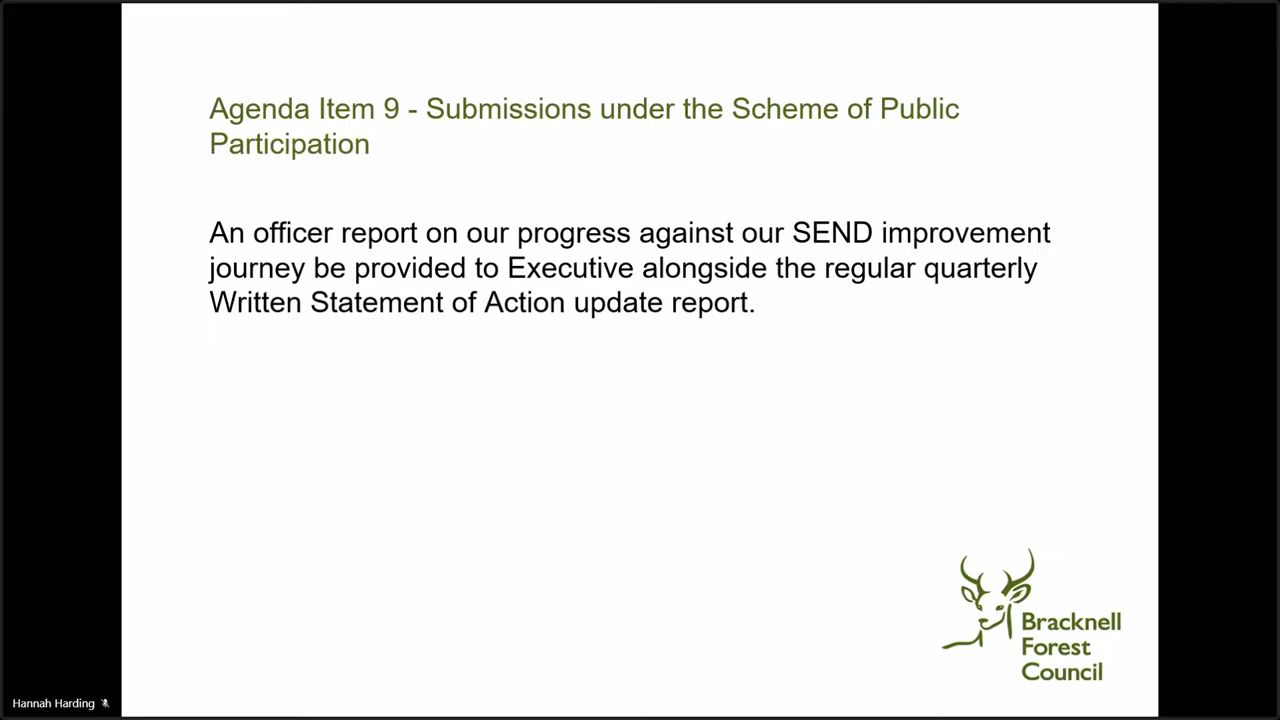 Agenda Item 9 - Submissions under the Scheme of Public
Participation
An officer report on our progress against our SEND improvement
journey be provided to Executive alongside the regular quarterly
Written Statement of Action update report.
Bracknell
Forest
Council
Hannah Harding